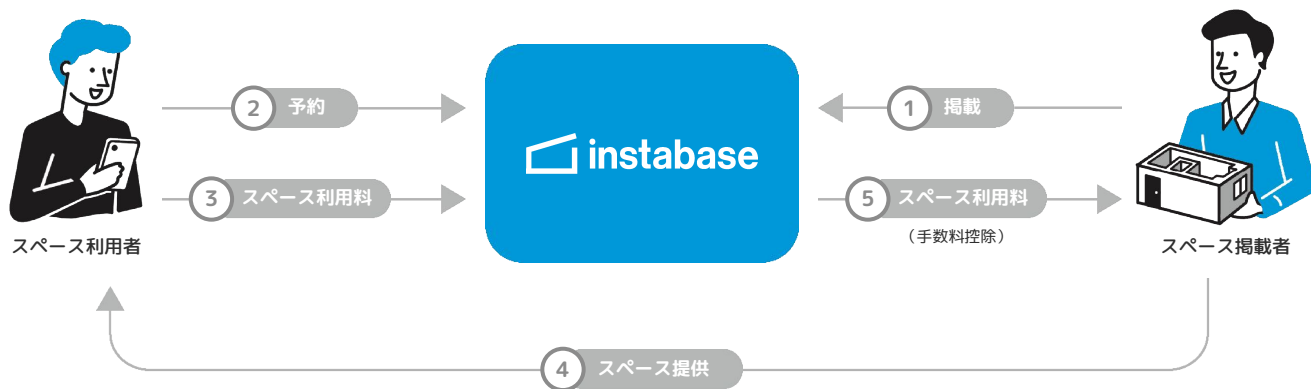 2 予約
instabase
1 掲載
3 スペース利用料
5 スペース利用料
（手数料控除）
スペース利用者
スペース掲載者
4 スペース提供